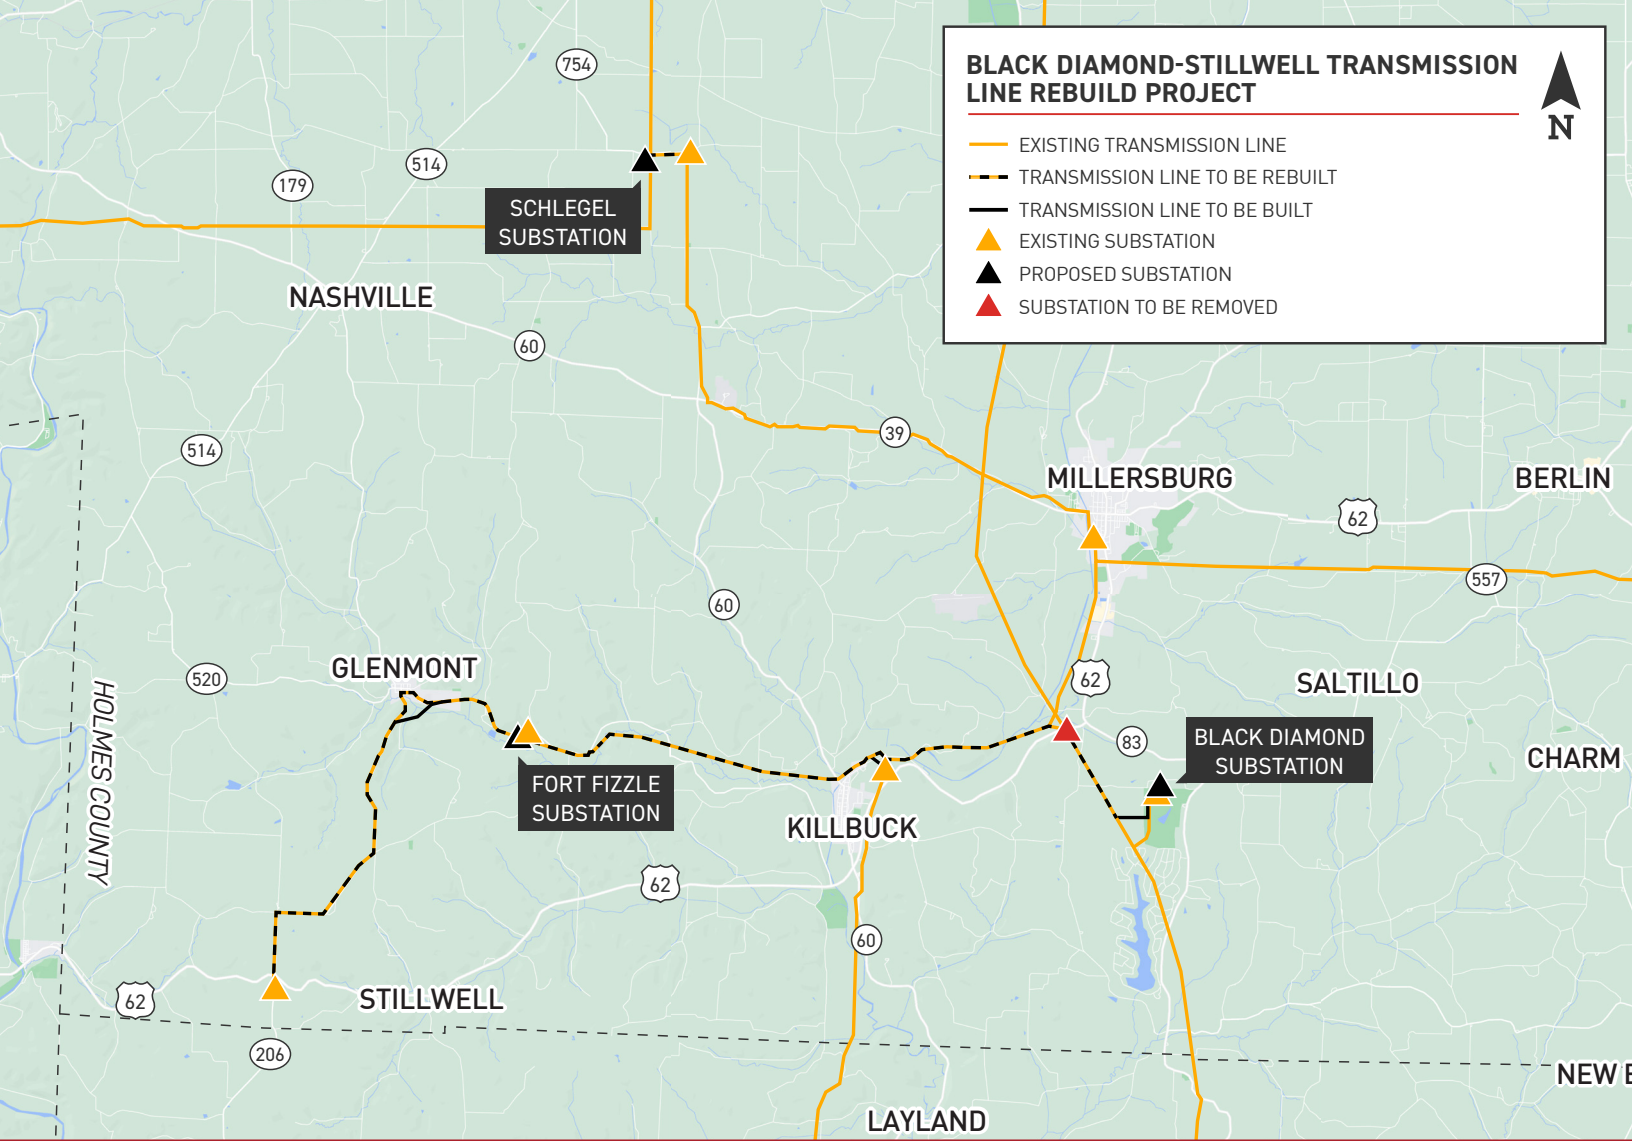 BLACK DIAMOND-STILLWELL TRANSMISSION
LINE REBUILD PROJECT
N
EXISTING TRANSMISSION LINE
TRANSMISSION LINE TO BE REBUILT
TRANSMISSION LINE TO BE BUILT
EXISTING SUBSTATION
PROPOSED SUBSTATION
SUBSTATION TO BE REMOVED
754
514
179
SCHLEGEL
SUBSTATION
NASHVILLE
60
39
514
MILLERSBURG
BERLIN
62
557
60
GLENMONT
520
62
SALTILLO
HOLMES COUNTY
83
BLACK DIAMOND
SUBSTATION
CHARM
FORT FIZZLE
SUBSTATION
KILLBUCK
62
60
62
STILLWELL
206
NEW
LAYLAND